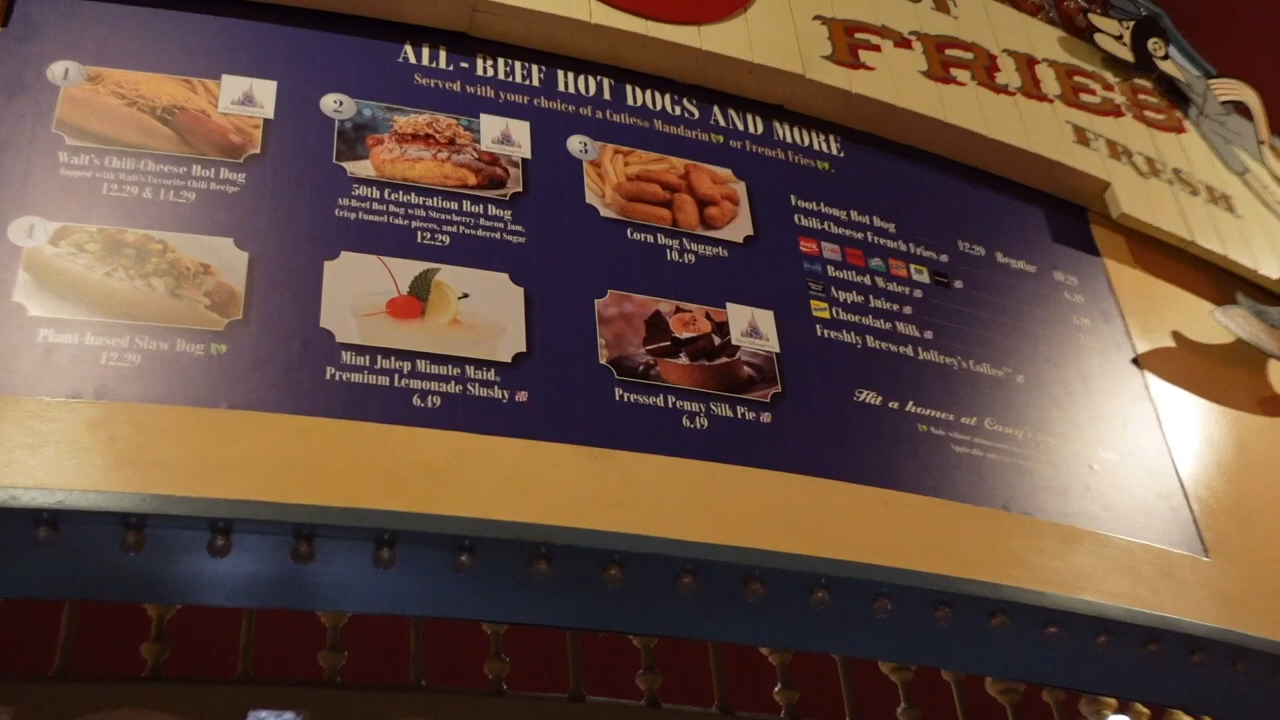 FRIES
FRESH
ALL-BEEF HOT DOGS AND MORE
Served with your choice of a Cuties® Mandarin or French Fries.
1
Walt's Chili-Cheese Hot Dog
Topped with Walt's Favorite Chili Recipe
12.29 & 14.29
2
50th Celebration Hot Dog
All-Beef Hot Dog with Strawberry-Bacon Jam,
Crisp Funnel Cake pieces, and Powdered Sugar
12.29
3
Corn Dog Nuggets
10.49
4
Plant-based Slaw Dog
12.29
Mint Julep Minute Maid®
Premium Lemonade Slushy
6.49
Pressed Penny Silk Pie
6.49
Foot-long Hot Dog 12.29 Regular
Chili-Cheese French Fries
Bottled Water
Apple Juice
Chocolate Milk
Freshly Brewed Joffrey's Coffee™
Hit a homer at Casey's